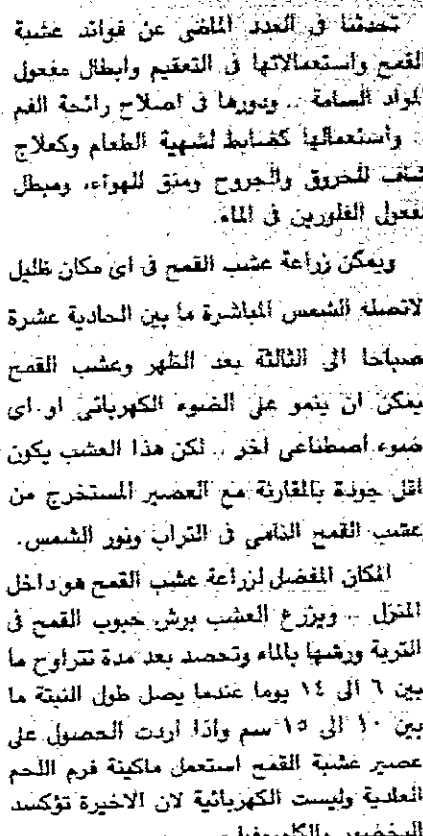 تحدثنا في العدد الماضي عن فوائد عشبة
القمح واستعمالاتها في التعقيم وابطال مفعول
المواد السامة .. ودورها في اصلاح رائحة الفم
.. واستعمالها كضابط لشهية الطعام وكعلاج
شاف للحروق والجروح ومنق للهواء، ومبطل
لمفعول الفلورين في الماء.
ويمكن زراعة عشب القمح في اى مكان ظليل
لاتصله الشمس المباشرة ما بين الحادية عشرة
صباحا الى الثالثة بعد الظهر وعشب القمح
يمكن ان ينمو على الضوء الكهربائى او اى
ضوء اصطناعى اخر .. لكن هذا العشب يكون
اقل جودة بالمقارنة مع العصير المستخرج من
عشب القمح النامى في التراب ونور الشمس.
المكان المفضل لزراعة عشب القمح هو داخل
المنزل .. ويزرع العشب برش حبوب القمح في
التربة ورشها بالماء وتحصد بعد مدة تتراوح ما
بين ٦ الى ١٤ يوما عندما يصل طول النبتة ما
بين ١٠ الى ١٥ سم واذا اردت الحصول على
عصير عشبة القمح استعمل ماكينة فرم اللحم
العادية وليست الكهربائية لان الاخيرة تؤكسد